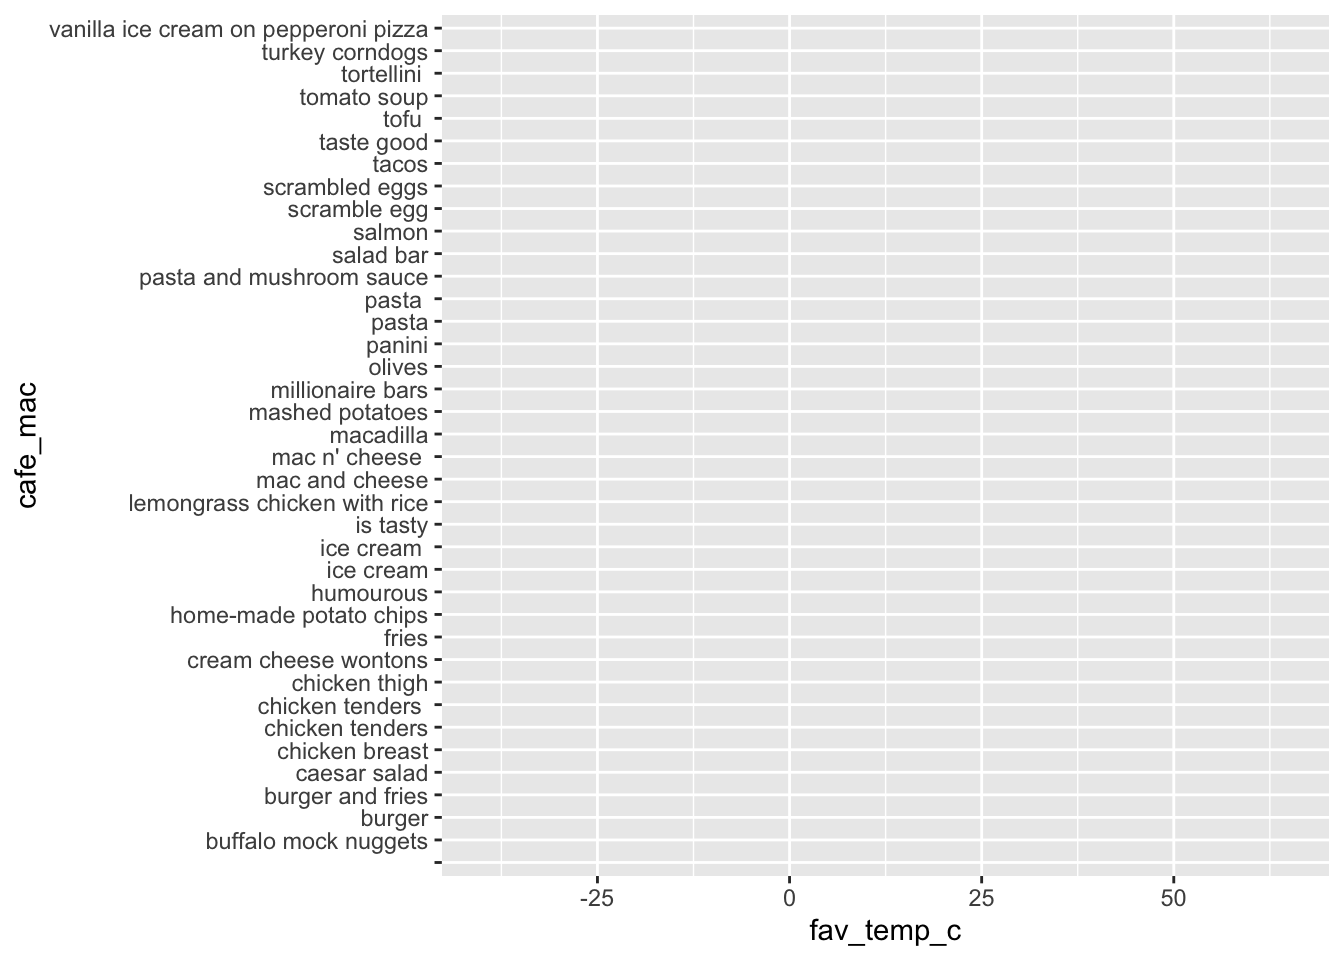 vanilla ice cream on pepperoni pizza
turkey corndogs
tortellini
tomato soup
tofu
taste good
tacos
scrambled eggs
scramble egg
salmon
salad bar
pasta and mushroom sauce
pasta
pasta
panini
olives
millionaire bars
mashed potatoes
macadilla
mac n' cheese
mac and cheese
lemongrass chicken with rice
is tasty
ice cream
ice cream
humourous
home-made potato chips
fries
cream cheese wontons
chicken thigh
chicken tenders
chicken tenders
chicken breast
caesar salad
burger and fries
burger
buffalo mock nuggets
cafe_mac
-25 0 25 50
fav_temp_c